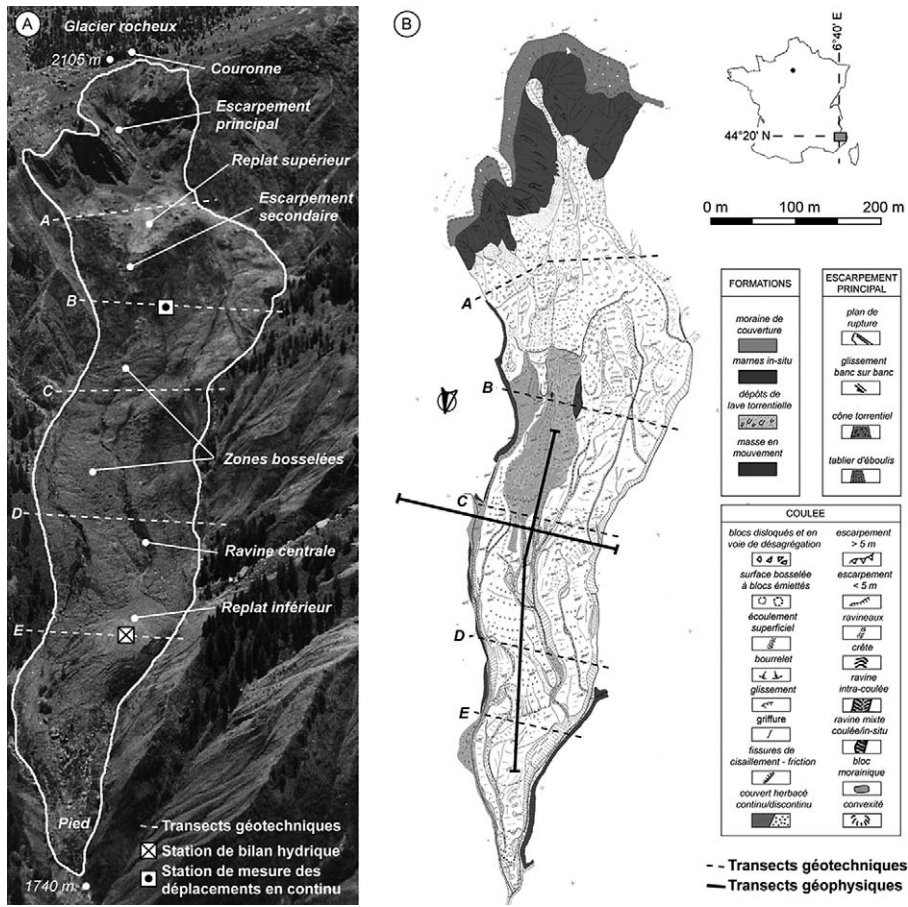 A
Glacier rocheux
2105 m
Couronne
Escarpement
principal
Replat supérieur
Escarpement
secondaire
A
B
C
Zones bosselées
D
Ravine centrale
Replat inférieur
E
Pied
1740 m
Transects géotechniques
Station de bilan hydrique
Station de mesure des
déplacements en continu
B
A
B
C
D
E
6°40' E
44°20' N
0 m
100 m
200 m
FORMATIONS
moraine de
couverture
marnes in-situ
dépôts de
lave torrentielle
masse en
mouvement
ESCARPEMENT
PRINCIPAL
plan de
rupture
glissement
banc sur banc
cône torrentiel
tablier d'éboulis
COULEE
blocs disloqués et en
voie de désagrégation
surface bosselée
à blocs émiettés
écoulement
superficiel
bourrelet
glissement
griffure
fissures de
cisaillement - friction
couvert herbacé
continu/discontinu
escarpement
> 5 m
escarpement
< 5 m
ravineaux
crête
ravine
intra-coulée
ravine mixte
coulée/in-situ
bloc
morainique
convexité
Transects géotechniques
Transects géophysiques